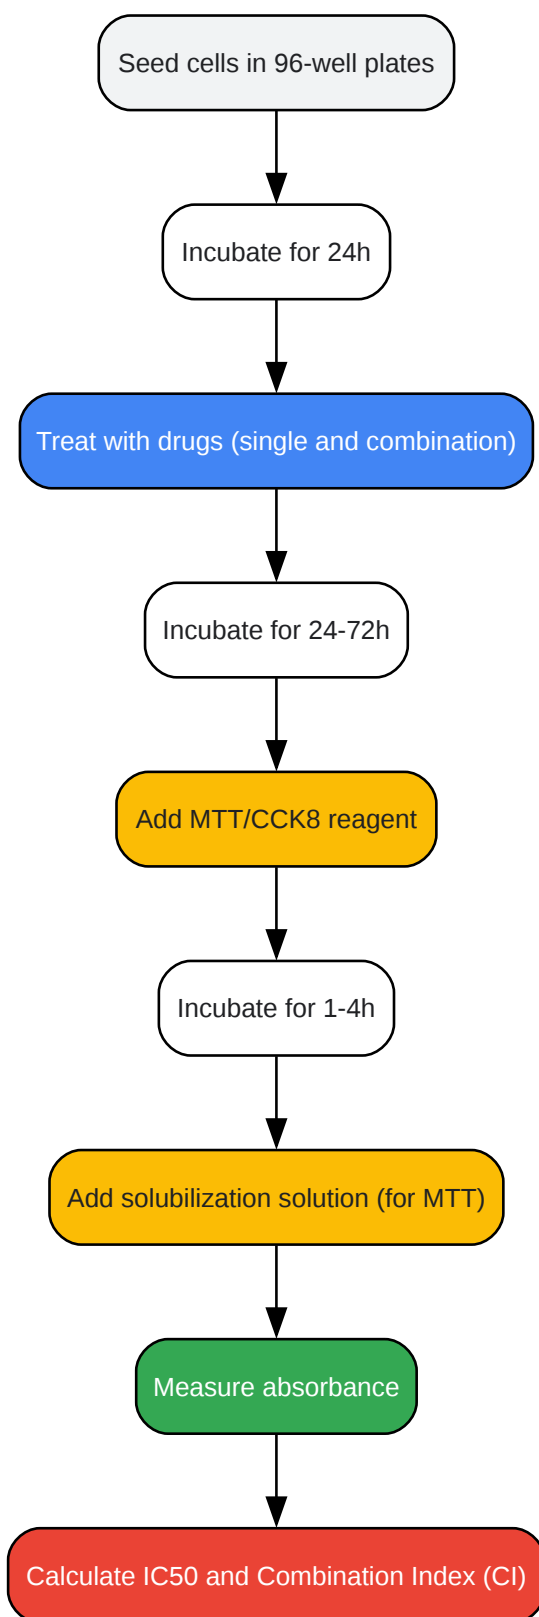 Seed cells in 96-well plates
Incubate for 24h
Treat with drugs (single and combination)
Incubate for 24-72h
Add MTT/CCK8 reagent
Incubate for 1-4h
Add solubilization solution (for MTT)
Measure absorbance
Calculate IC50 and Combination Index (CI)